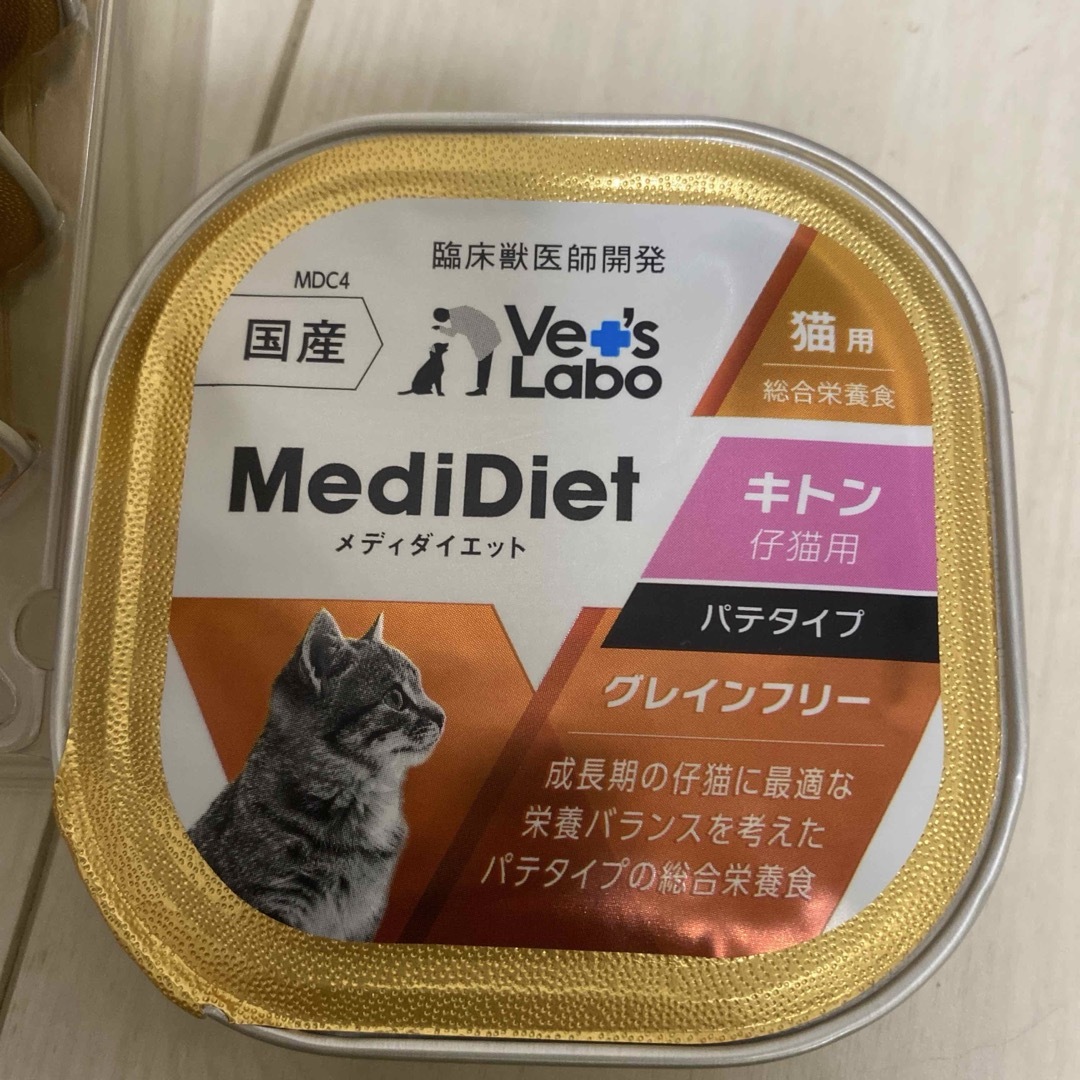 臨床獣医師開発
MDC4
国産
Vet's
Labo
猫用
総合栄養食
MediDiet
メディダイエット
キトン
仔猫用
パテタイプ
グレインフリー
成長期の仔猫に最適な
栄養バランスを考えた
パテタイプの総合栄養食